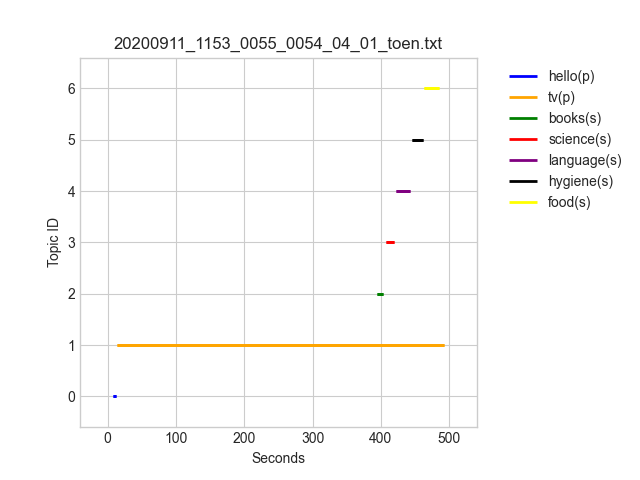 20200911_1153_0055_0054_04_01_toen.txt
hello(p)
tv(p)
books(s)
science(s)
language(s)
hygiene(s)
food(s)
Topic ID
6
5
4
3
2
1
0
0 100 200 300 400 500
Seconds